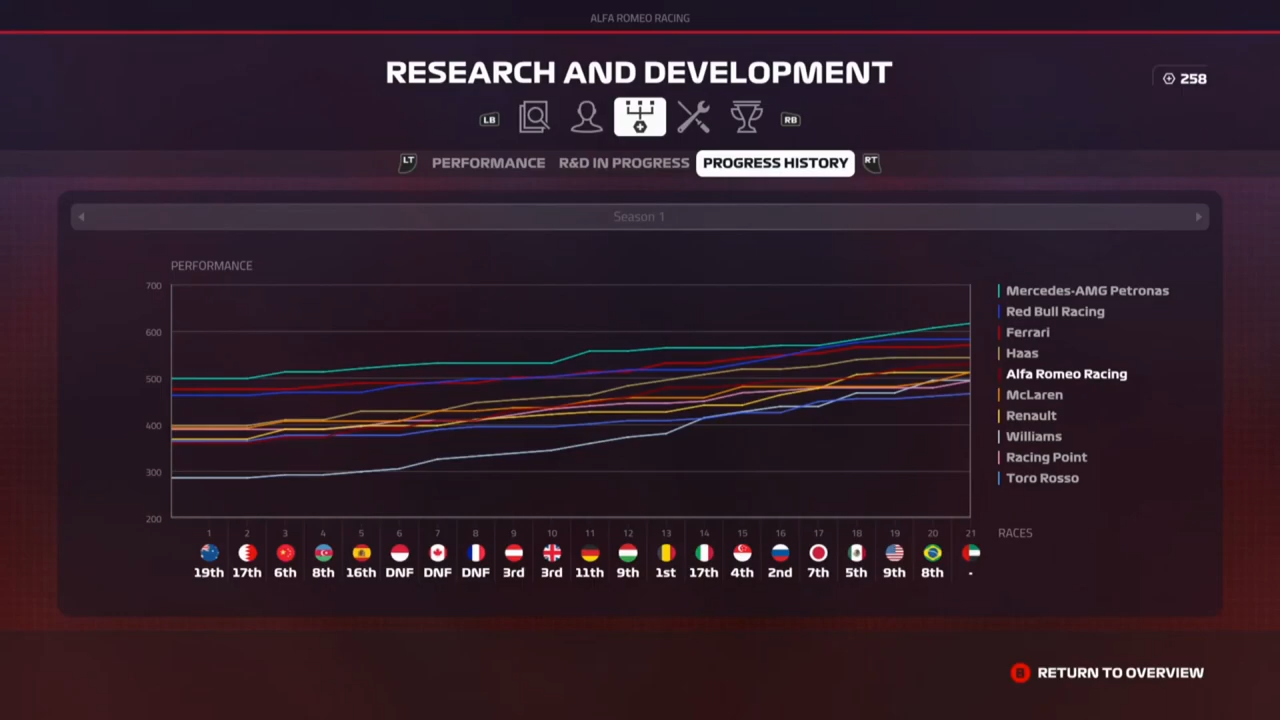 ALFA ROMEO RACING
RESEARCH AND DEVELOPMENT
258
LB RB
LT PERFORMANCE R&D IN PROGRESS PROGRESS HISTORY RT
Season 1
PERFORMANCE
700
600
500
400
300
200
Mercedes-AMG Petronas
Red Bull Racing
Ferrari
Haas
Alfa Romeo Racing
McLaren
Renault
Williams
Racing Point
Toro Rosso
1 2 3 4 5 6 7 8 9 10 11 12 13 14 15 16 17 18 19 20 21 RACES
19th 17th 6th 8th 16th DNF DNF DNF 3rd 3rd 11th 9th 1st 17th 4th 2nd 7th 5th 9th 8th -
B RETURN TO OVERVIEW